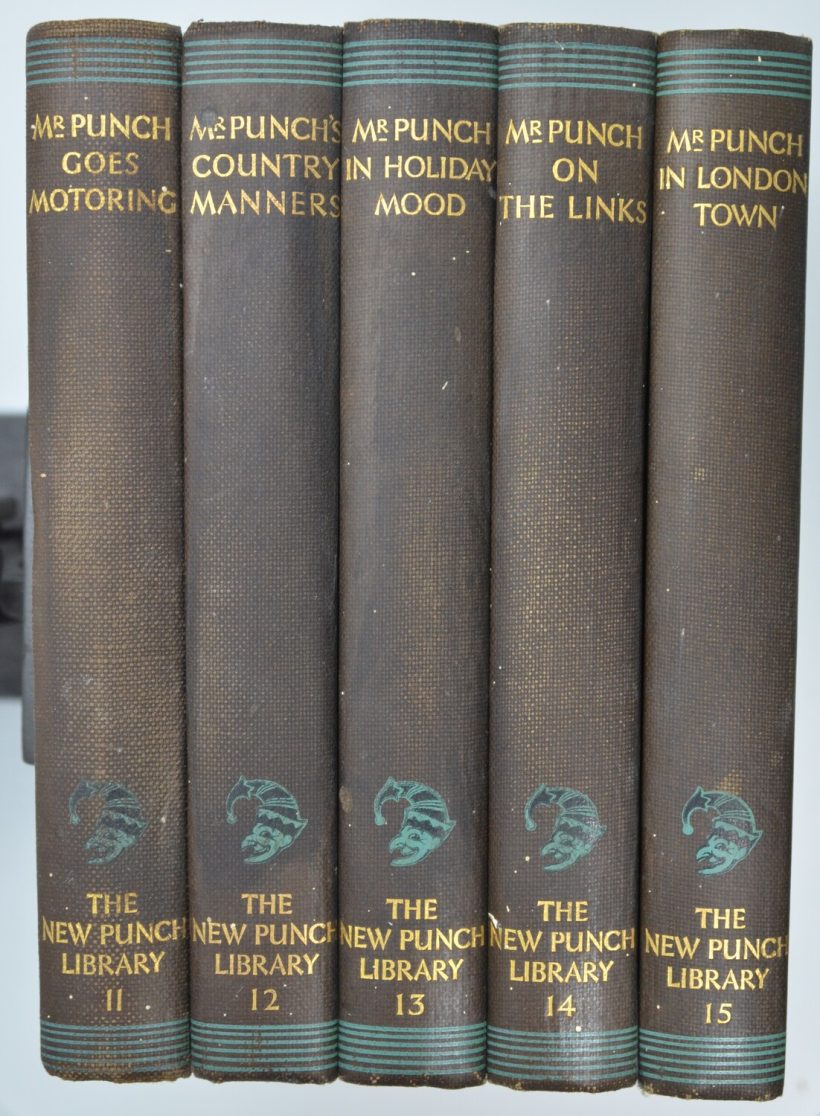 MR PUNCH
GOES
MOTORING
THE
NEW PUNCH
LIBRARY
11
MR PUNCH'S
COUNTRY
MANNERS
THE
NEW PUNCH
LIBRARY
12
MR PUNCH
IN HOLIDAY
MOOD
THE
NEW PUNCH
LIBRARY
13
MR PUNCH
ON
THE LINKS
THE
NEW PUNCH
LIBRARY
14
MR PUNCH
IN LONDON
TOWN
THE
NEW PUNCH
LIBRARY
15